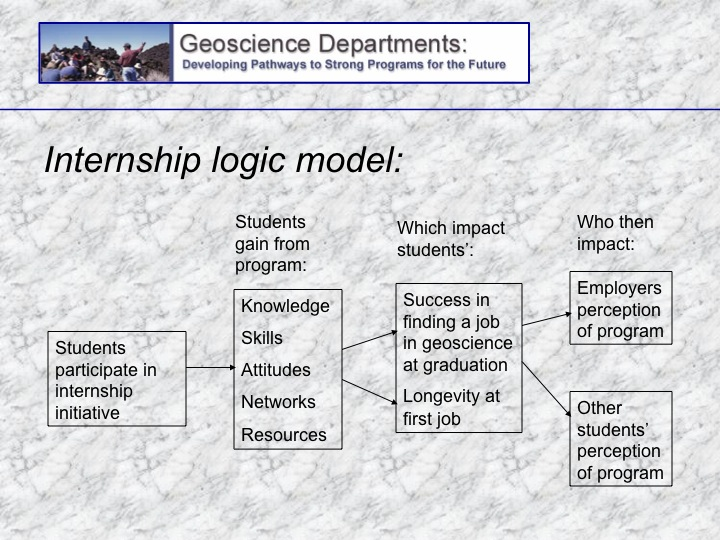 Geoscience Departments:
Developing Pathways to Strong Programs for the Future
Internship logic model:
Students
participate in
internship
initiative
Students
gain from
program:
Knowledge
Skills
Attitudes
Networks
Resources
Which impact
students’:
Success in
finding a job
in geoscience
at graduation
Longevity at
first job
Who then
impact:
Employers
perception
of program
Other
students’
perception
of program